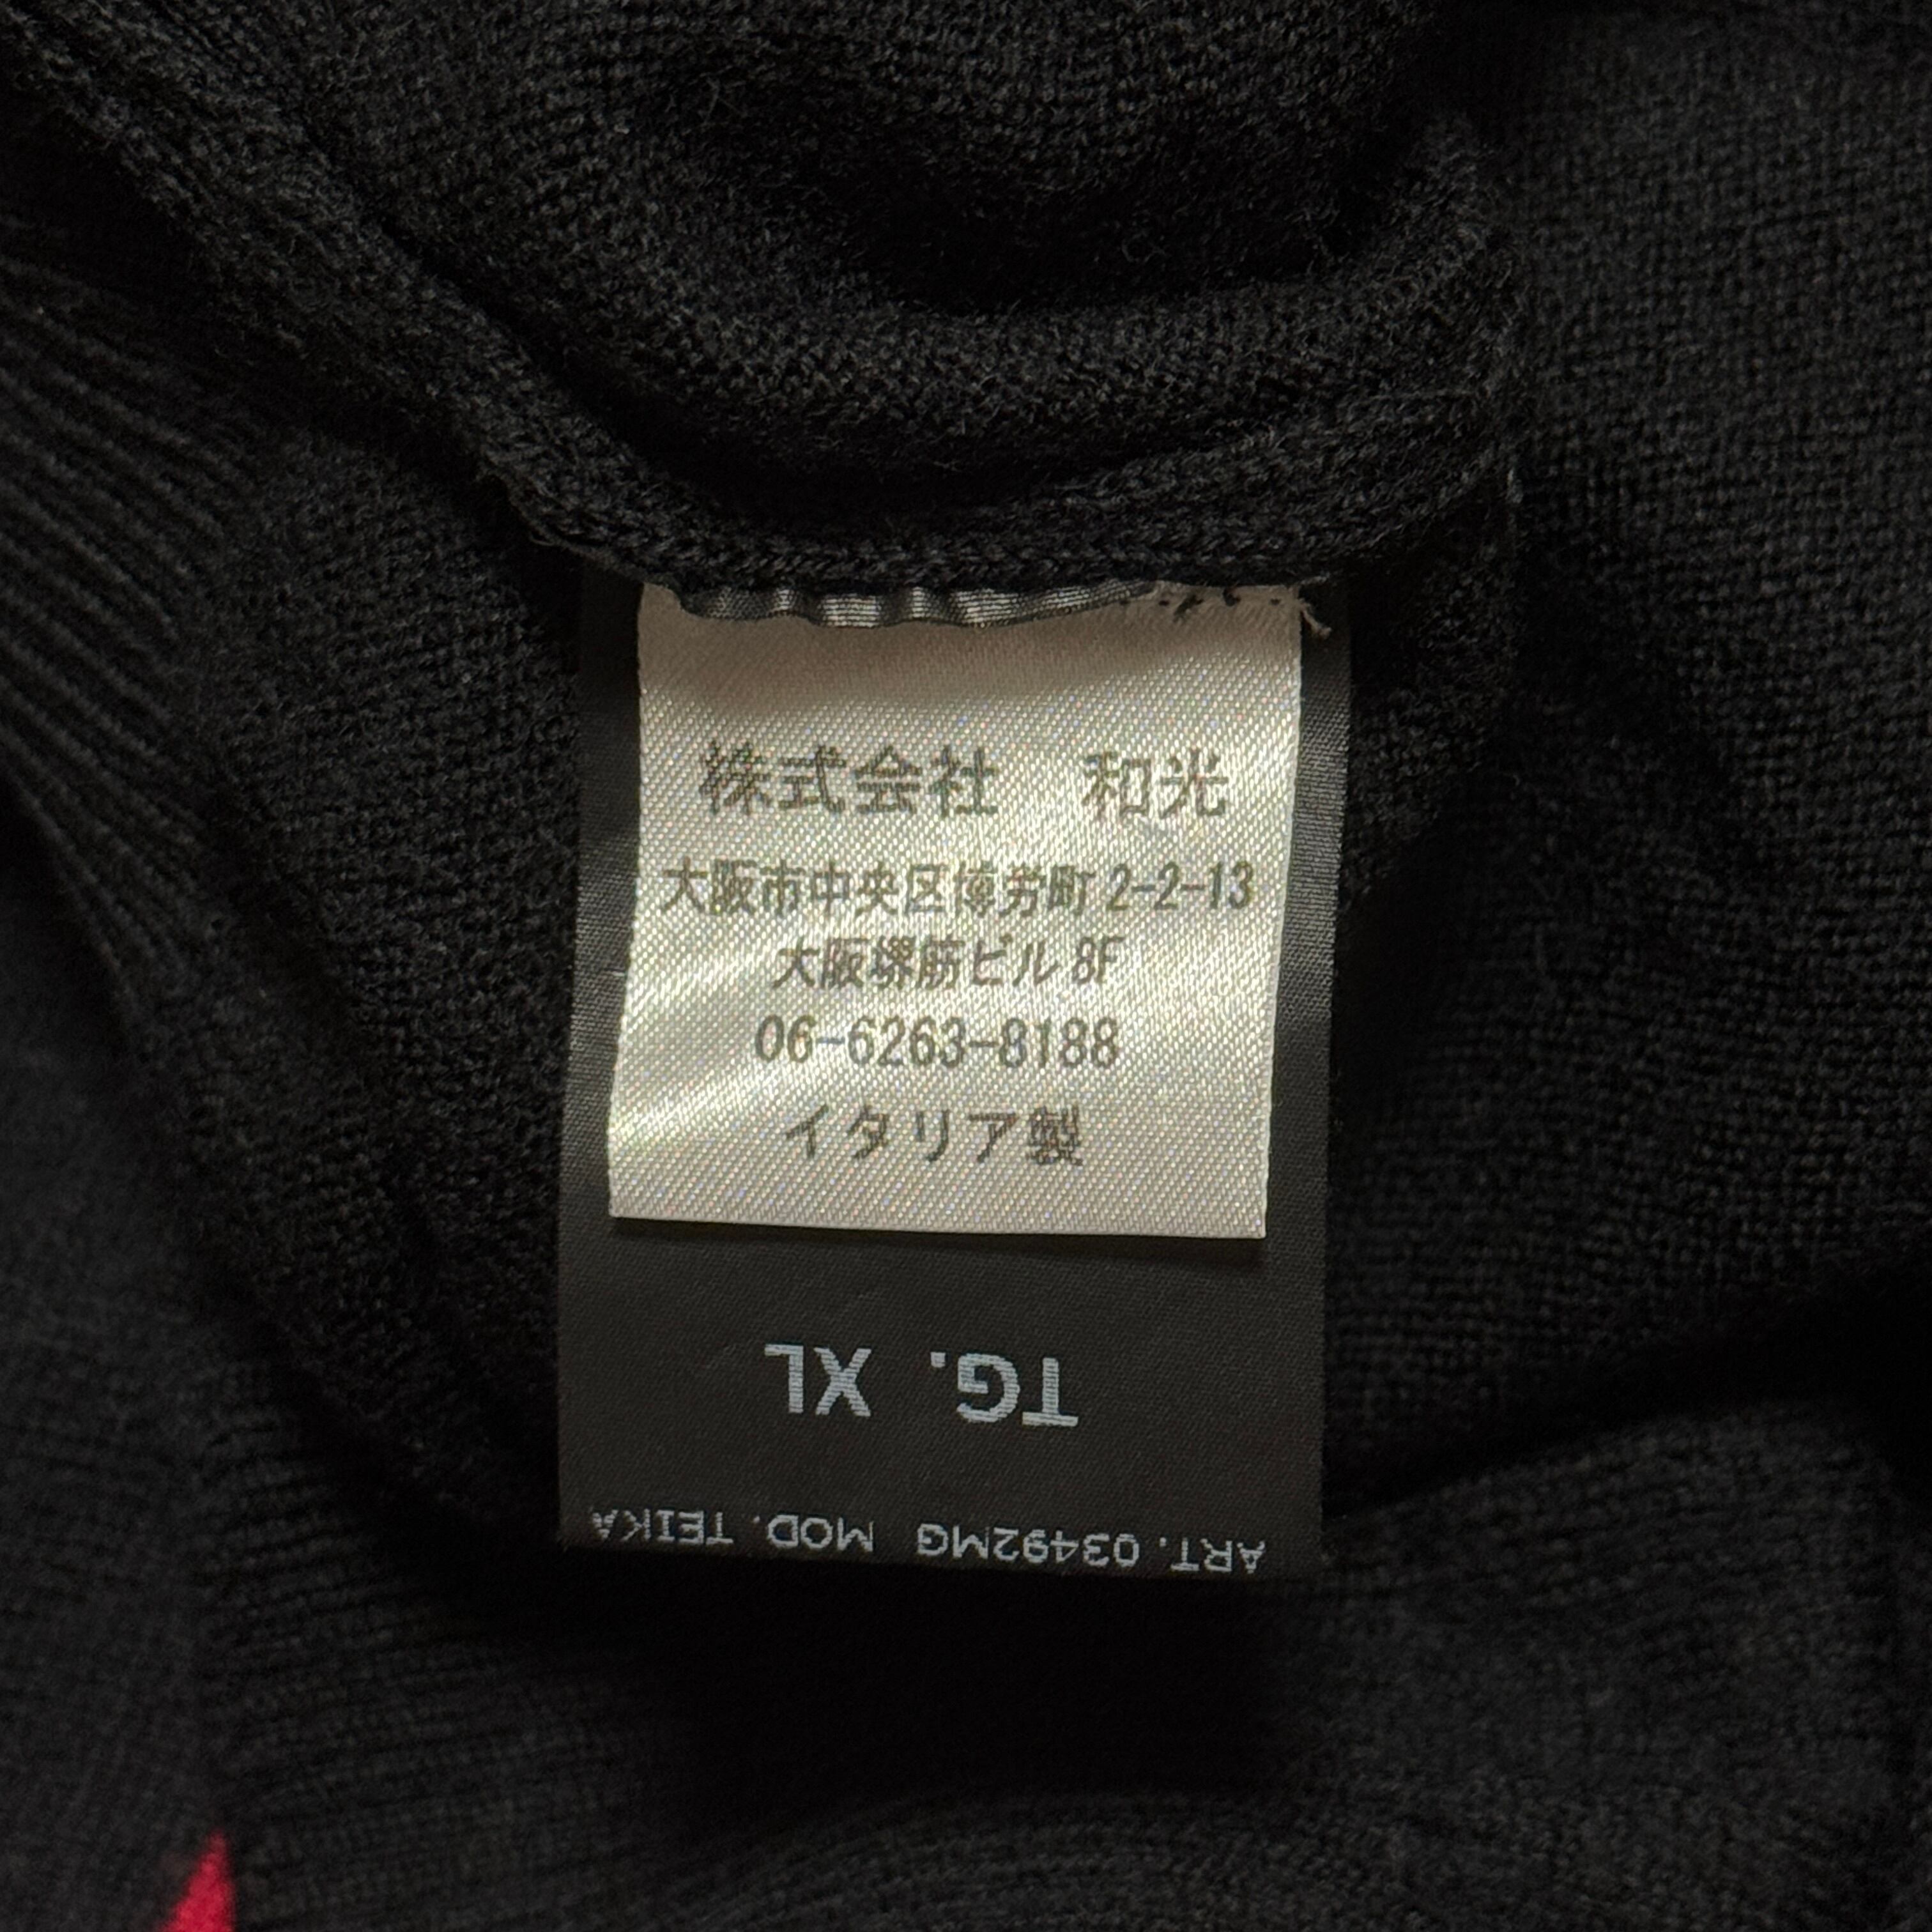 株式会社　和光
大阪市中央区博労町 2-2-13
大阪堺筋ビル 8F
06-6263-8188
イタリア製
TG. XL
ART. 03492MG MOD. TEIKA